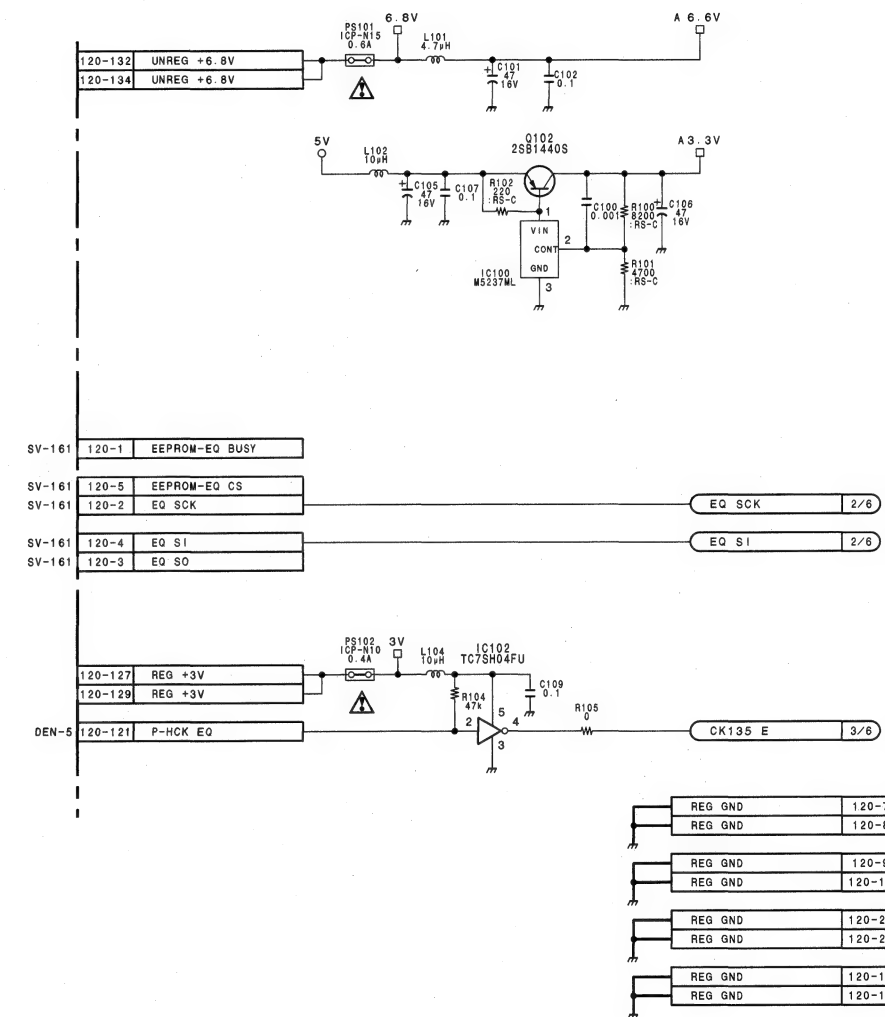 PS101
ICP-N15
0.6A
6.8V
L101
4.7µH
A 6.6V
120-132 UNREG +6.8V
120-134 UNREG +6.8V
C101
47
16V
C102
0.1
5V
L102
10µH
Q102
2SB1440S
A3.3V
C105
47
16V
C107
0.1
R102
220
:RS-C
1
VIN
CONT
GND
2
3
IC100
M5237ML
C100
0.001
R100
8200
:RS-C
C106
47
16V
R101
4700
:RS-C
SV-161 120-1 EEPROM-EQ BUSY
SV-161 120-5 EEPROM-EQ CS
SV-161 120-2 EQ SCK
EQ SCK 2/6
SV-161 120-4 EQ SI
EQ SI 2/6
SV-161 120-3 EQ SO
PS102
ICP-N10
0.4A
3V
L104
10µH
IC102
TC7SH04FU
120-127 REG +3V
120-129 REG +3V
R104
47k
C109
0.1
R105
0
DEN-5 120-121 P-HCK EQ
2
5
4
3
CK135 E 3/6
REG GND
REG GND
REG GND
REG GND
REG GND
REG GND
REG GND
REG GND